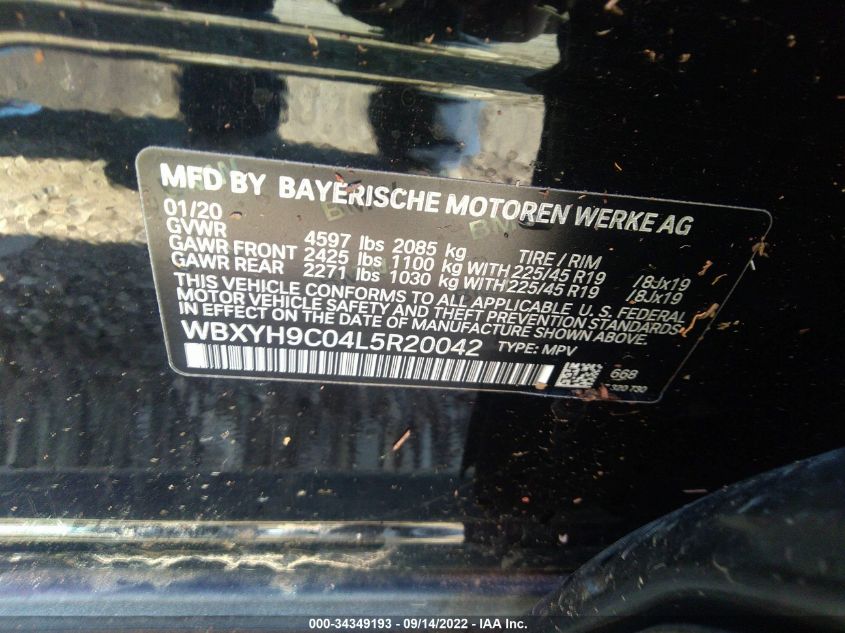 MFD BY BAYERISCHE MOTOREN WERKE AG
01/20
GVWR 4597 lbs 2085 kg TIRE / RIM
GAWR FRONT 2425 lbs 1100 kg WITH 225/45 R19 /8Jx19
GAWR REAR 2271 lbs 1030 kg WITH 225/45 R19 /8Jx19
THIS VEHICLE CONFORMS TO ALL APPLICABLE U. S. FEDERAL
MOTOR VEHICLE SAFETY AND THEFT PREVENTION STANDARDS
IN EFFECT ON THE DATE OF MANUFACTURE SHOWN ABOVE.
WBXYH9C04L5R20042 TYPE: MPV
668
000-34349193 - 09/14/2022 - IAA Inc.